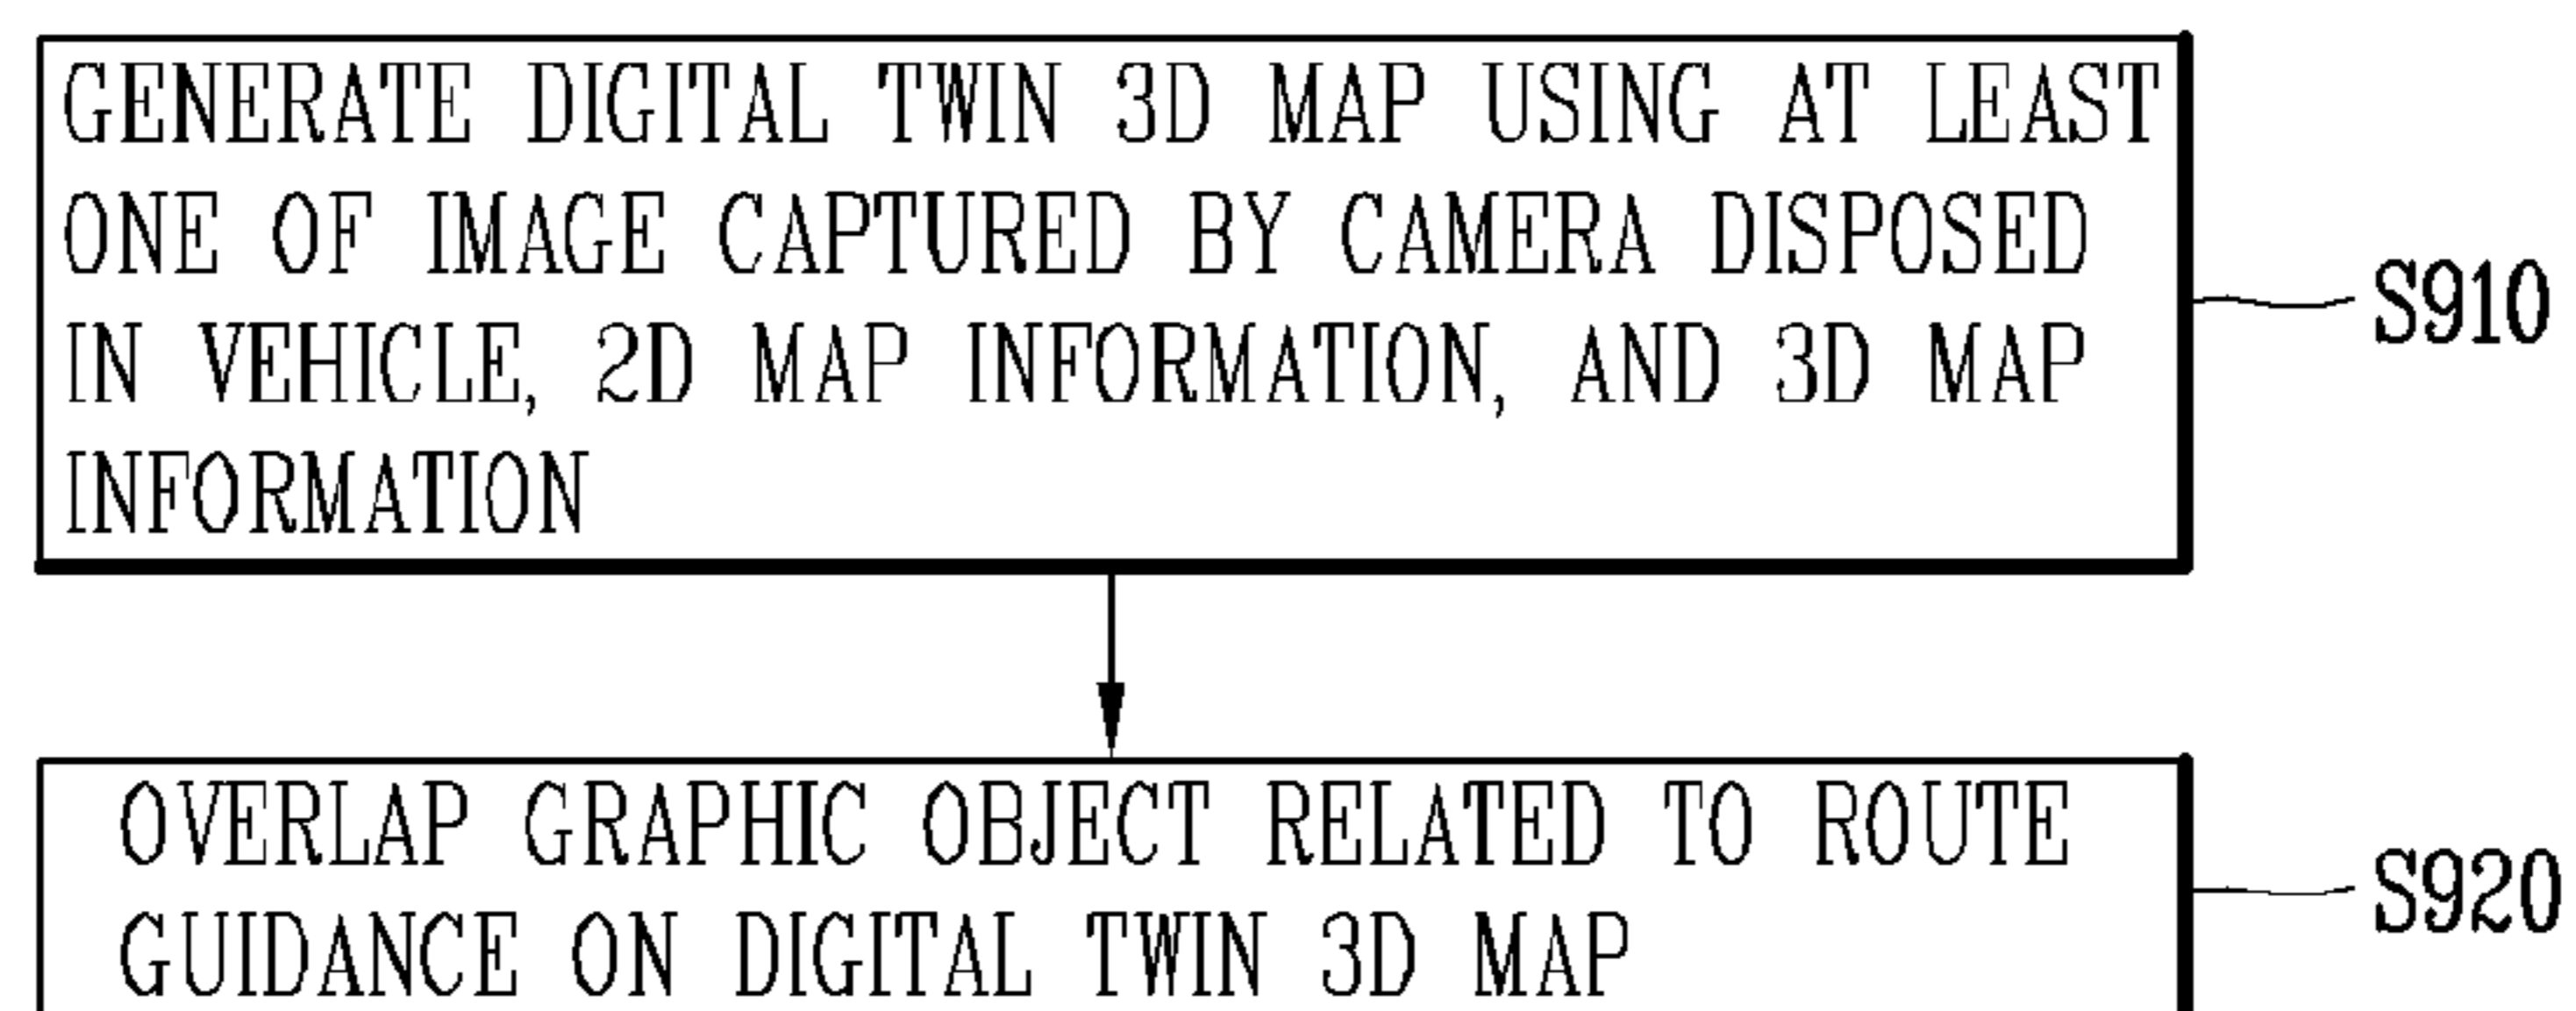 GENERATE DIGITAL TWIN 3D MAP USING AT LEAST
ONE OF IMAGE CAPTURED BY CAMERA DISPOSED
IN VEHICLE, 2D MAP INFORMATION, AND 3D MAP
INFORMATION
S910
OVERLAP GRAPHIC OBJECT RELATED TO ROUTE
GUIDANCE ON DIGITAL TWIN 3D MAP
S920